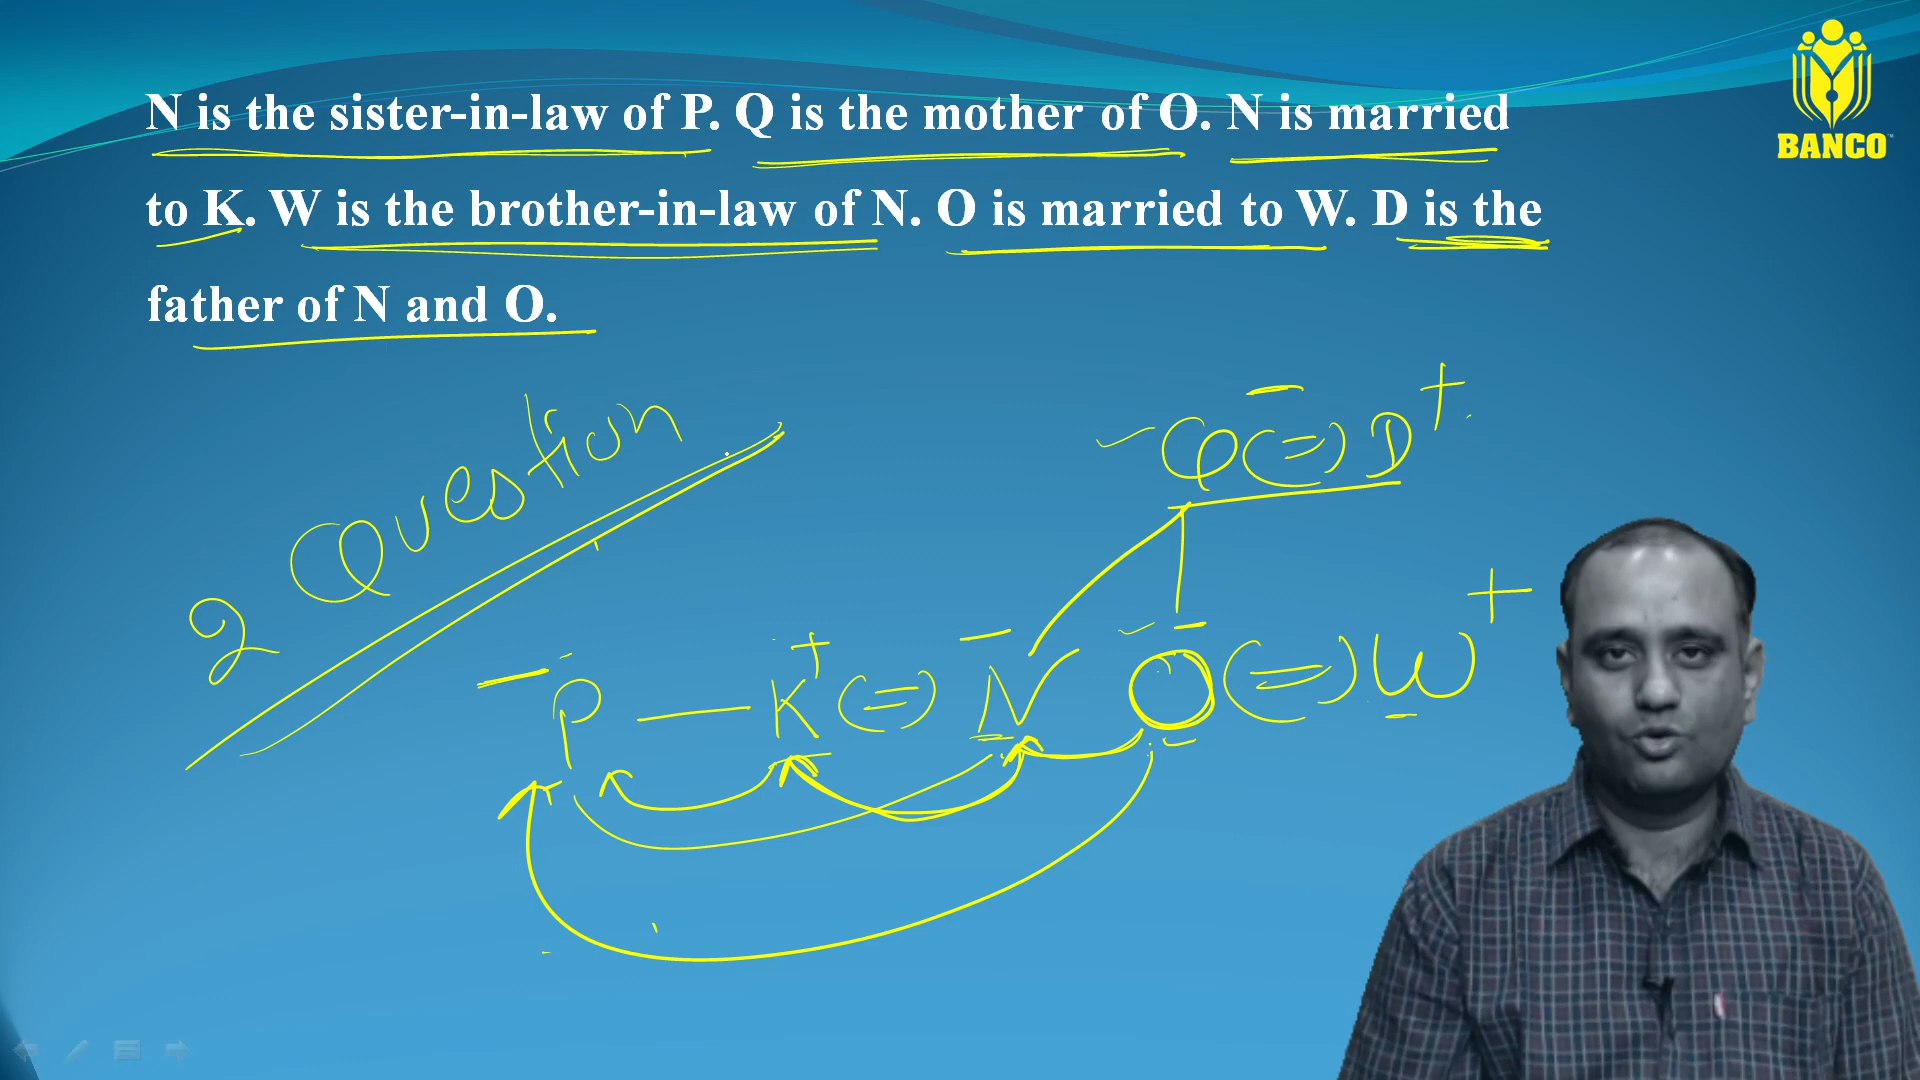 N is the sister-in-law of P. Q is the mother of O. N is married
to K. W is the brother-in-law of N. O is married to W. D is the
father of N and O.
BANCO
2 Question
Q (=) D +
P — K + (=) N O (=) W +